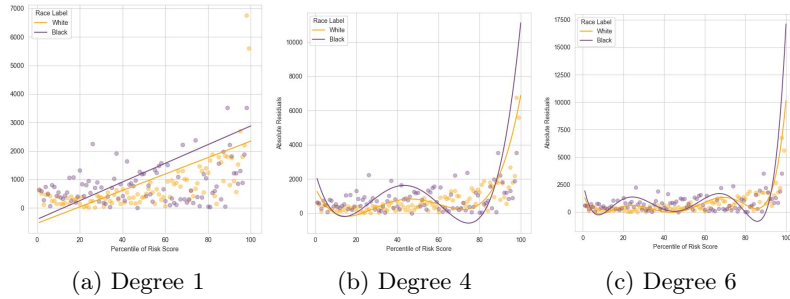 Race Label
White
Black
7000
6000
5000
4000
3000
2000
1000
0
0
20
40
60
80
100
Percentile of Risk Score
(a) Degree 1
Race Label
White
Black
Absolute Residuals
10000
8000
6000
4000
2000
0
0
20
40
60
80
100
Percentile of Risk Score
(b) Degree 4
Race Label
White
Black
Absolute Residuals
17500
15000
12500
10000
7500
5000
2500
0
0
20
40
60
80
100
Percentile of Risk Score
(c) Degree 6